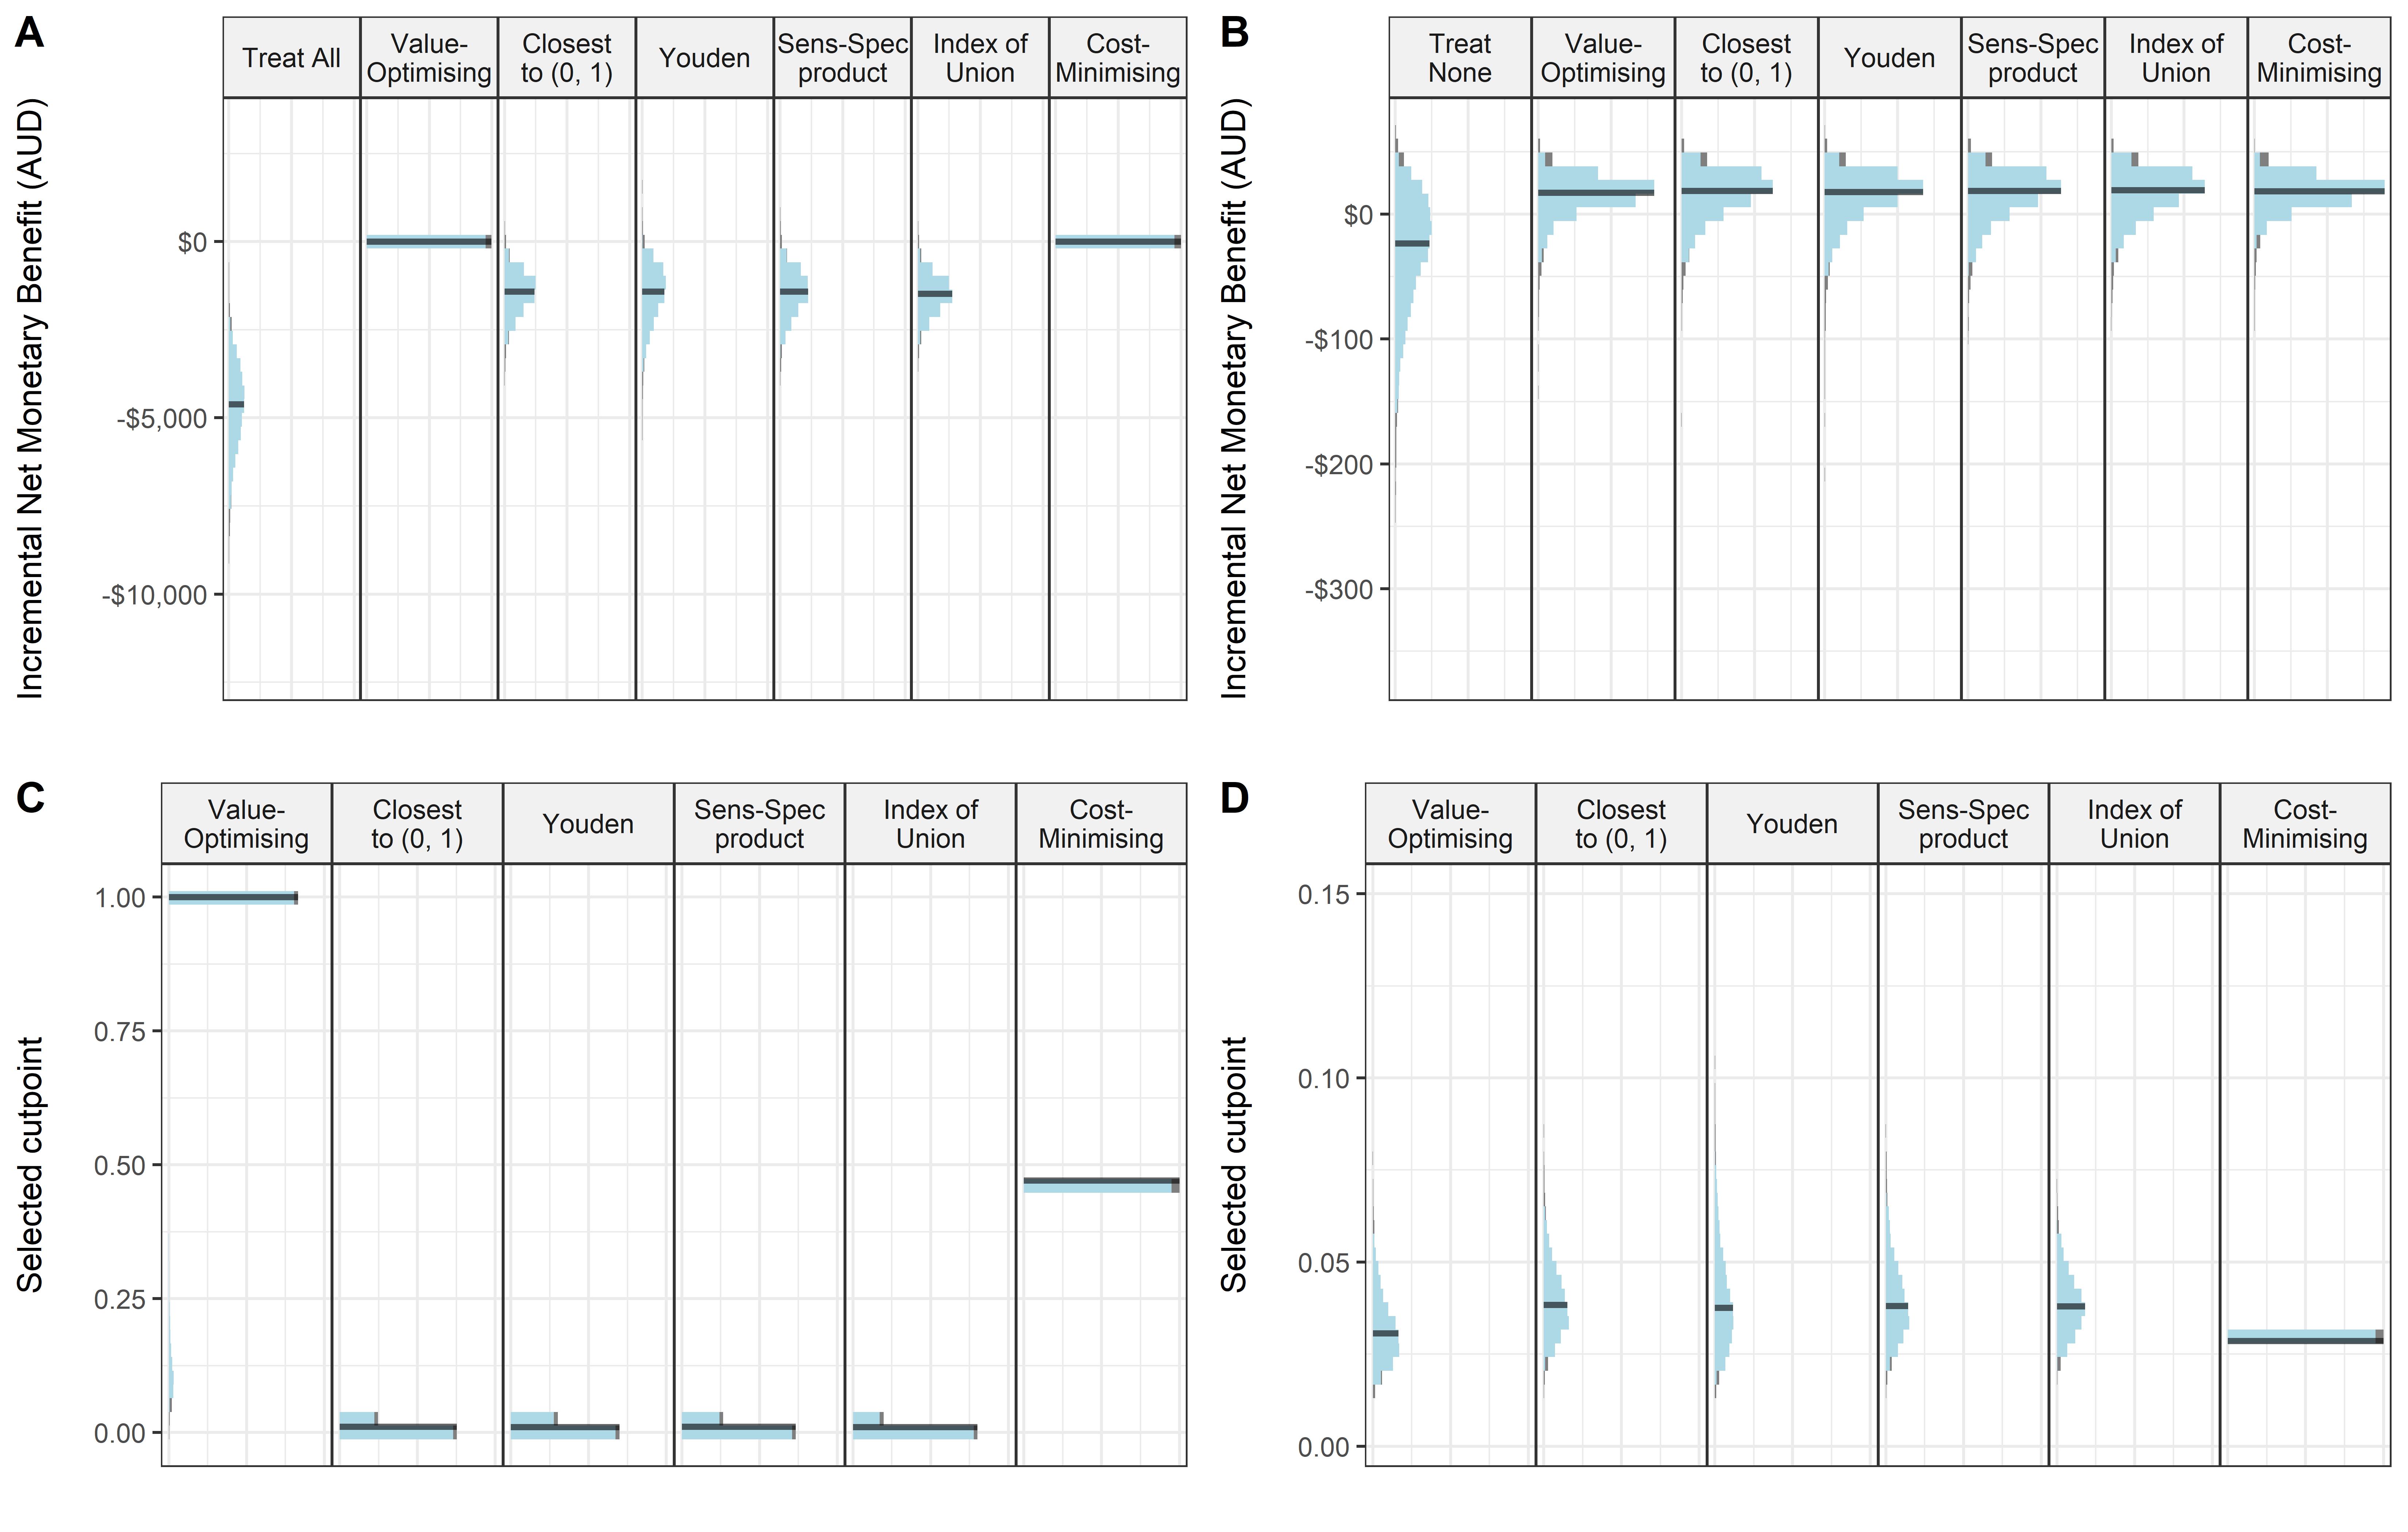 A
Incremental Net Monetary Benefit (AUD)
Treat All
Value-
Optimising
Closest
to (0, 1)
Youden
Sens-Spec
product
Index of
Union
Cost-
Minimising
$0
-$5,000
-$10,000
B
Incremental Net Monetary Benefit (AUD)
Treat
None
Value-
Optimising
Closest
to (0, 1)
Youden
Sens-Spec
product
Index of
Union
Cost-
Minimising
$0
-$100
-$200
-$300
C
Selected cutpoint
Value-
Optimising
Closest
to (0, 1)
Youden
Sens-Spec
product
Index of
Union
Cost-
Minimising
1.00
0.75
0.50
0.25
0.00
D
Selected cutpoint
Value-
Optimising
Closest
to (0, 1)
Youden
Sens-Spec
product
Index of
Union
Cost-
Minimising
0.15
0.10
0.05
0.00